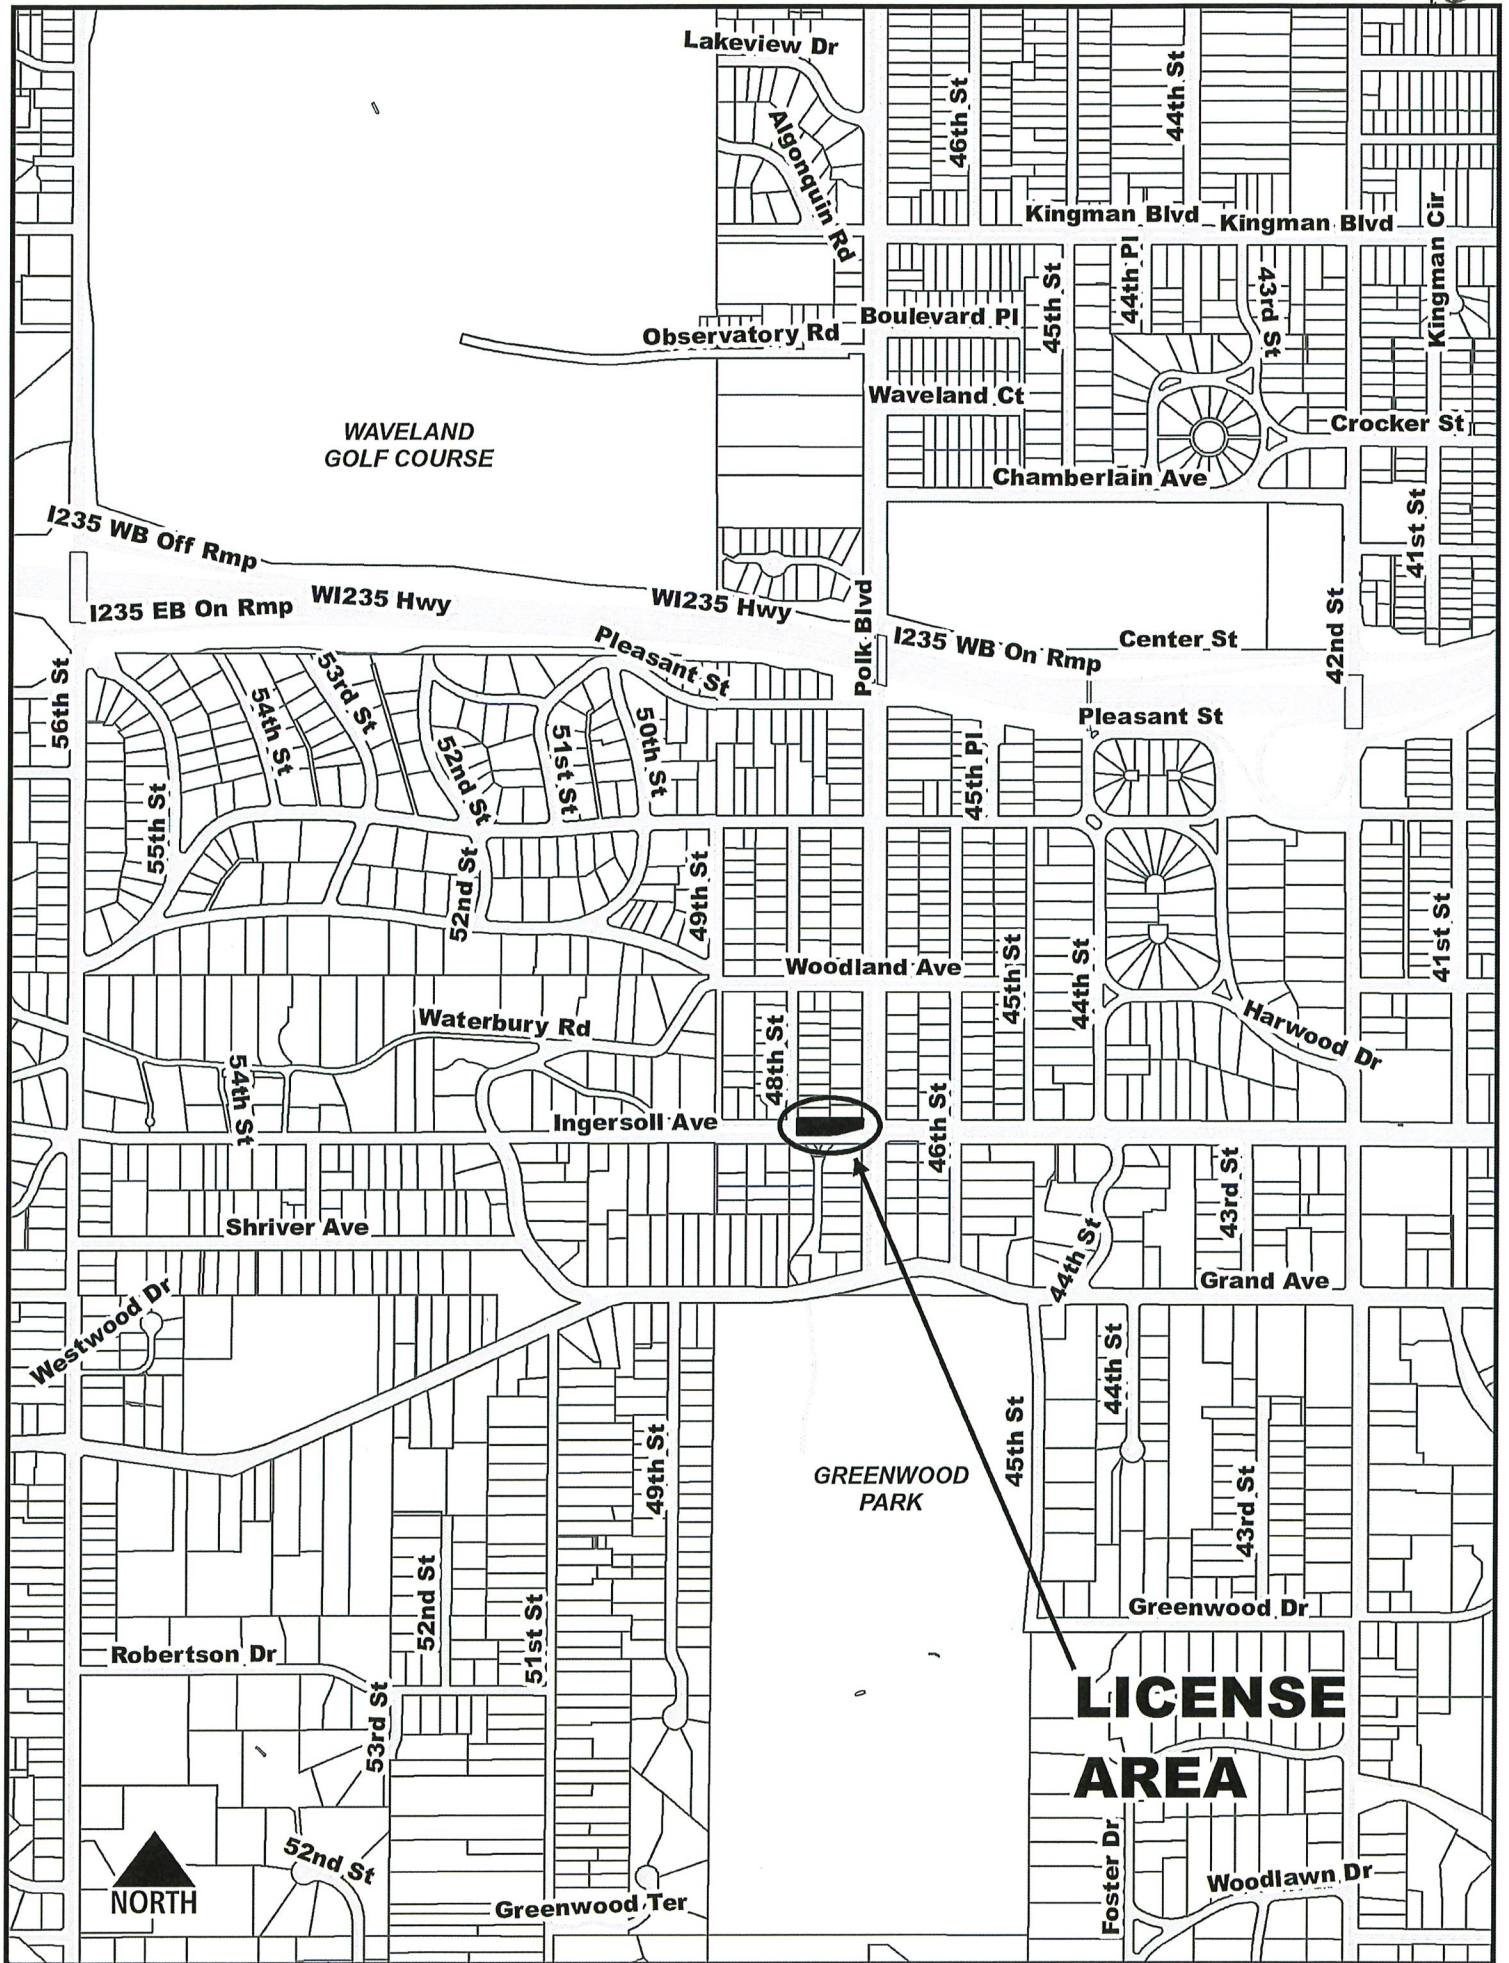 Lakeview Dr
46th St
44th St
Algonquin Rd
Kingman Blvd
Kingman Blvd
Kingman Cir
44th Pl
45th St
43rd St
Boulevard Pl
Observatory Rd
Waveland Ct
Crocker St
WAVELAND
GOLF COURSE
Chamberlain Ave
41st St
I235 WB Off Rmp
WI235 Hwy
WI235 Hwy
I235 EB On Rmp
Polk Blvd
I235 WB On Rmp
Center St
42nd St
Pleasant St
56th St
53rd St
54th St
50th St
51st St
52nd St
Pleasant St
45th Pl
55th St
52nd St
49th St
41st St
45th St
44th St
Woodland Ave
Waterbury Rd
Harwood Dr
48th St
54th St
46th St
Ingersoll Ave
43rd St
Shriver Ave
44th St
Grand Ave
Westwood Dr
44th St
45th St
49th St
GREENWOOD
PARK
43rd St
52nd St
51st St
Greenwood Dr
Robertson Dr
53rd St
LICENSE
AREA
52nd St
Foster Dr
Woodlawn Dr
NORTH
Greenwood Ter